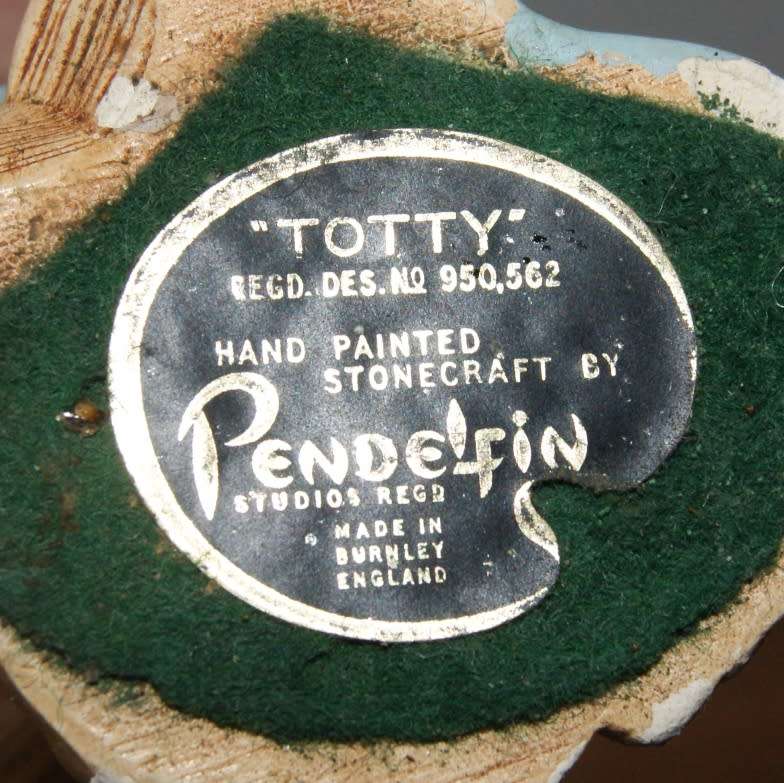 "TOTTY"
REGD. DES. No 950,562
HAND PAINTED
STONECRAFT BY
PENDELFIN
STUDIOS REGD
MADE IN
BURNLEY
ENGLAND